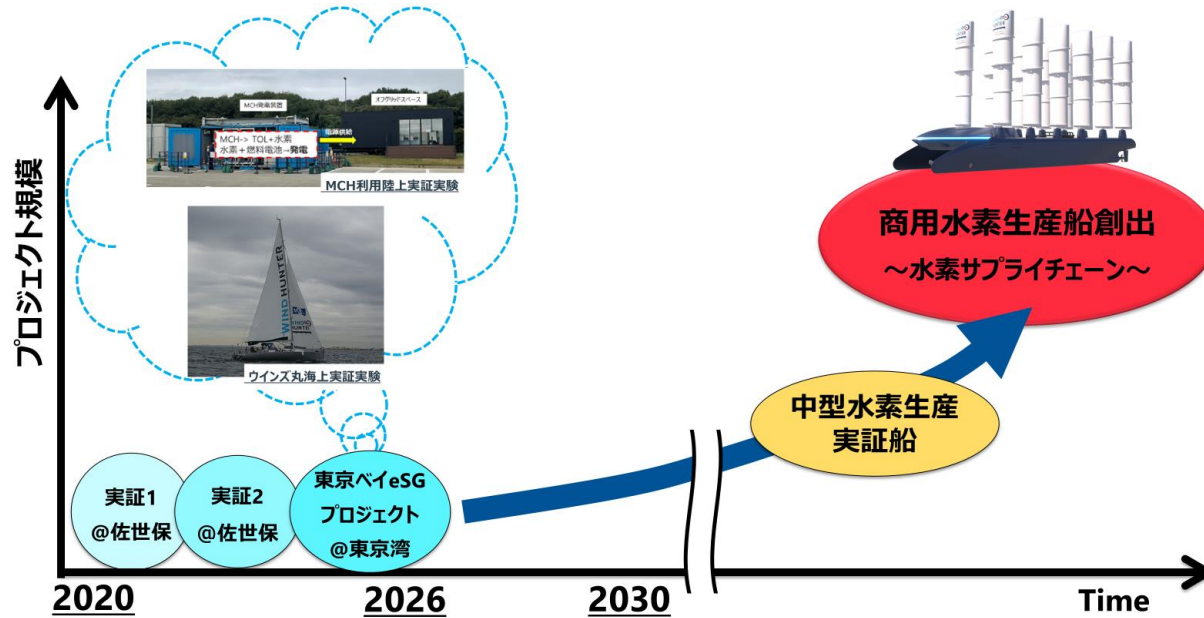 プロジェクト規模
MCH発電装置
オフグリッドスペース
電源供給
MCH-> TOL+水素
水素+燃料電池→発電
MCH利用陸上実証実験
WIND HUNTER
ウインズ丸海上実証実験
実証1
@佐世保
実証2
@佐世保
東京ベイeSG
プロジェクト
@東京湾
中型水素生産
実証船
商用水素生産船創出
～水素サプライチェーン～
2020
2026
2030
Time